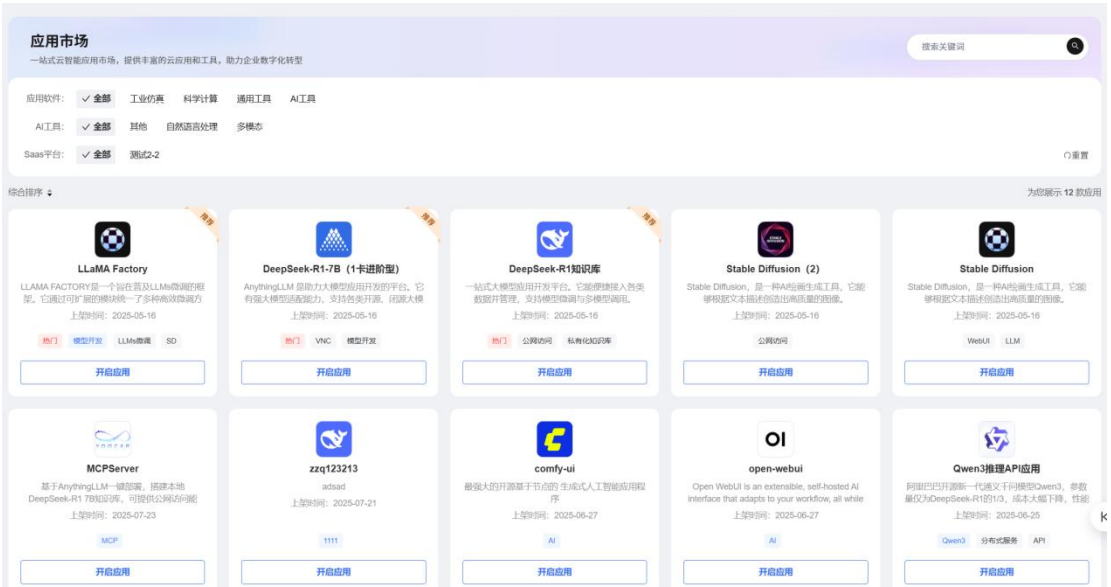 应用市场
一站式云智能应用市场，提供丰富的云应用和工具，助力企业数字化转型
搜索关键词
应用软件： 全部 工业仿真 科学计算 通用工具 AI工具
AI工具： 全部 其他 自然语言处理 多模态
Saas平台： 全部 测试2-2
重置
综合排序
为您展示 12 款应用
推荐
LLaMA Factory
LLAMA FACTORY是一个旨在普及LLMs微调的框
架。它通过可扩展的模块统一了多种高效微调方
上架时间：2025-05-16
热门 模型开发 LLMs微调 SD
开启应用
推荐
DeepSeek-R1-7B（1卡进阶型）
AnythingLLM 是助力大模型应用开发的平台。它
有强大模型适配能力，支持各类开源、闭源大模
上架时间：2025-05-16
热门 VNC 模型开发
开启应用
推荐
DeepSeek-R1知识库
一站式大模型应用开发平台。它能便捷接入各类
数据并管理，支持模型微调与多模型调用。
上架时间：2025-05-16
热门 公网访问 私有化知识库
开启应用
STABLE
DIFFUSION
Stable Diffusion（2）
Stable Diffusion，是一种AI绘画生成工具，它能
够根据文本描述创造出高质量的图像。
上架时间：2025-05-16
公网访问
开启应用
Stable Diffusion
Stable Diffusion，是一种AI绘画生成工具，它能
够根据文本描述创造出高质量的图像。
上架时间：2025-05-16
WebUI LLM
开启应用
MCPServer
基于AnythingLLM一键部署，搭建本地
DeepSeek-R1 7B知识库，可提供公网访问能
上架时间：2025-07-23
MCP
开启应用
zzq123213
adsad
上架时间：2025-07-21
1111
开启应用
comfy-ui
最强大的开源基于节点的 生成式人工智能应用程
序
上架时间：2025-06-27
AI
开启应用
OI
open-webui
Open WebUI is an extensible, self-hosted AI
interface that adapts to your workflow, all while
上架时间：2025-06-27
AI
开启应用
Qwen3推理API应用
阿里巴巴开源新一代通义千问模型Qwen3，参数
量仅为DeepSeek-R1的1/3，成本大幅下降，性能
上架时间：2025-06-25
Qwen3 分布式服务 API
开启应用